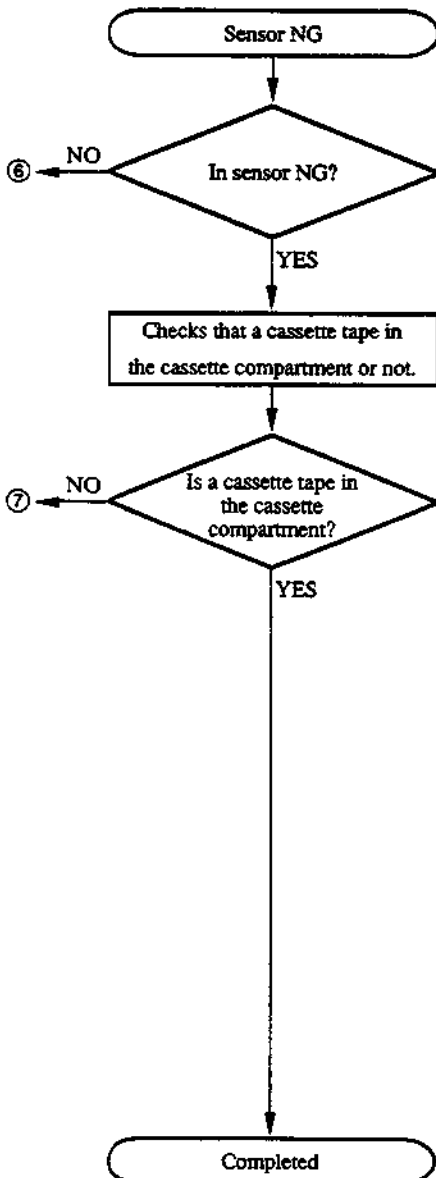 Sensor NG
⑥
NO
In sensor NG?
YES
Checks that a cassette tape in
the cassette compartment or not.
⑦
NO
Is a cassette tape in
the cassette
compartment?
YES
Completed